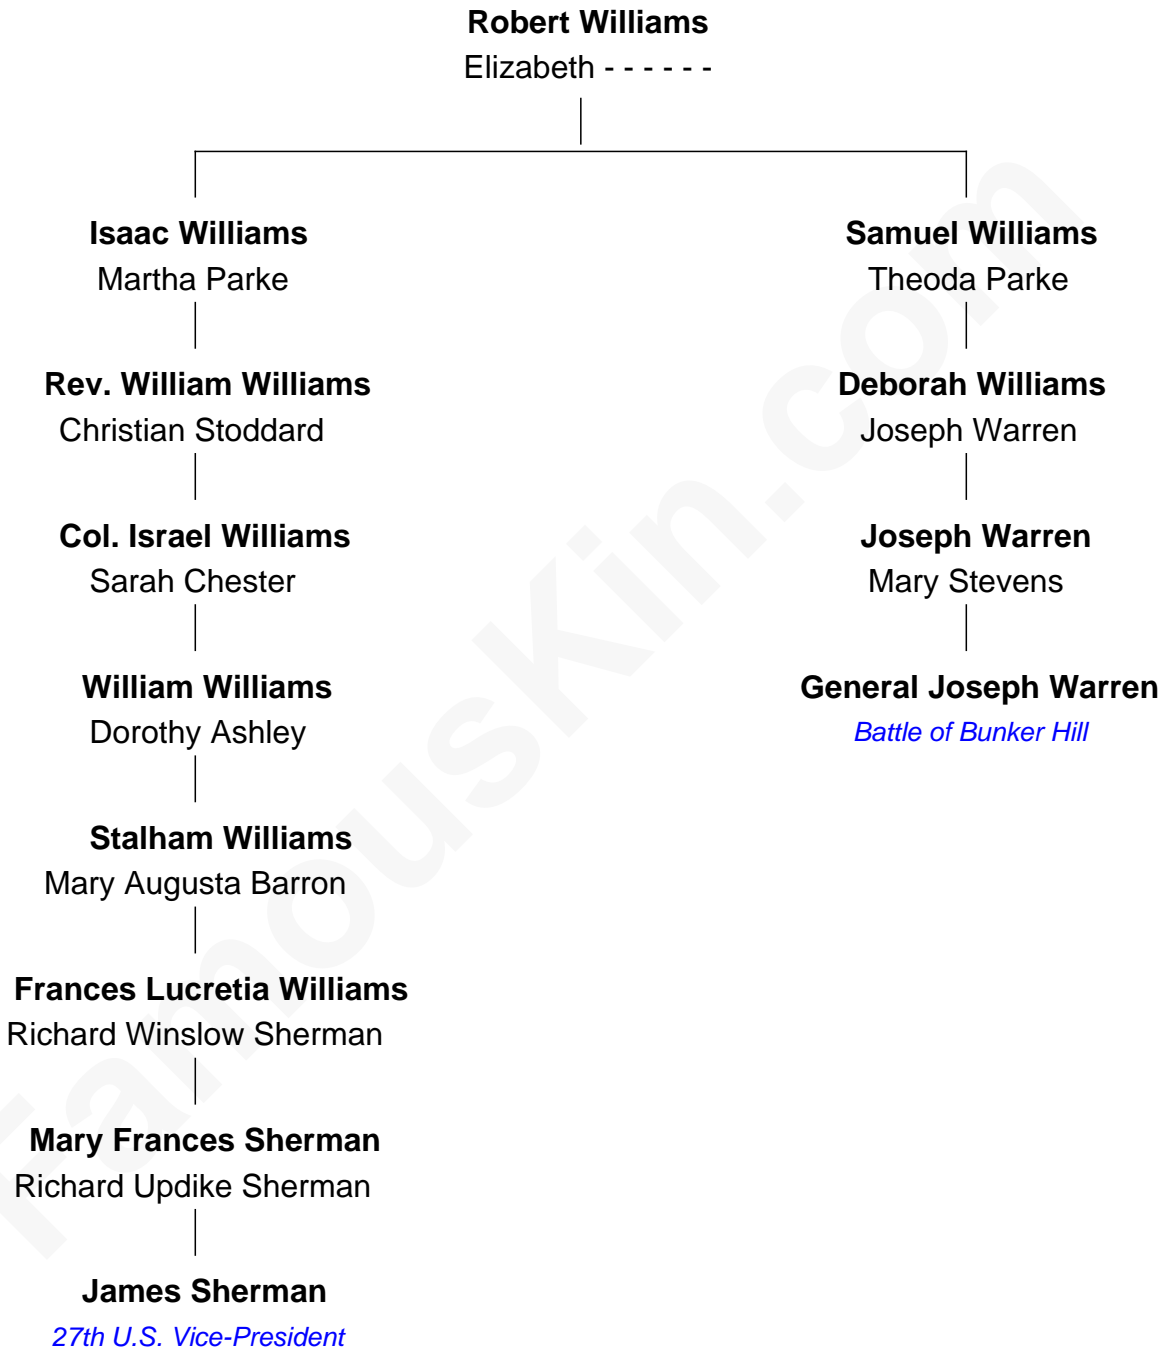 Robert Williams
Elizabeth - - - - - -
Isaac Williams
Martha Parke
Samuel Williams
Theoda Parke
Rev. William Williams
Christian Stoddard
Deborah Williams
Joseph Warren
Col. Israel Williams
Sarah Chester
Joseph Warren
Mary Stevens
William Williams
Dorothy Ashley
General Joseph Warren
Battle of Bunker Hill
Stalham Williams
Mary Augusta Barron
Frances Lucretia Williams
Richard Winslow Sherman
Mary Frances Sherman
Richard Updike Sherman
James Sherman
27th U.S. Vice-President
FamousKin.com